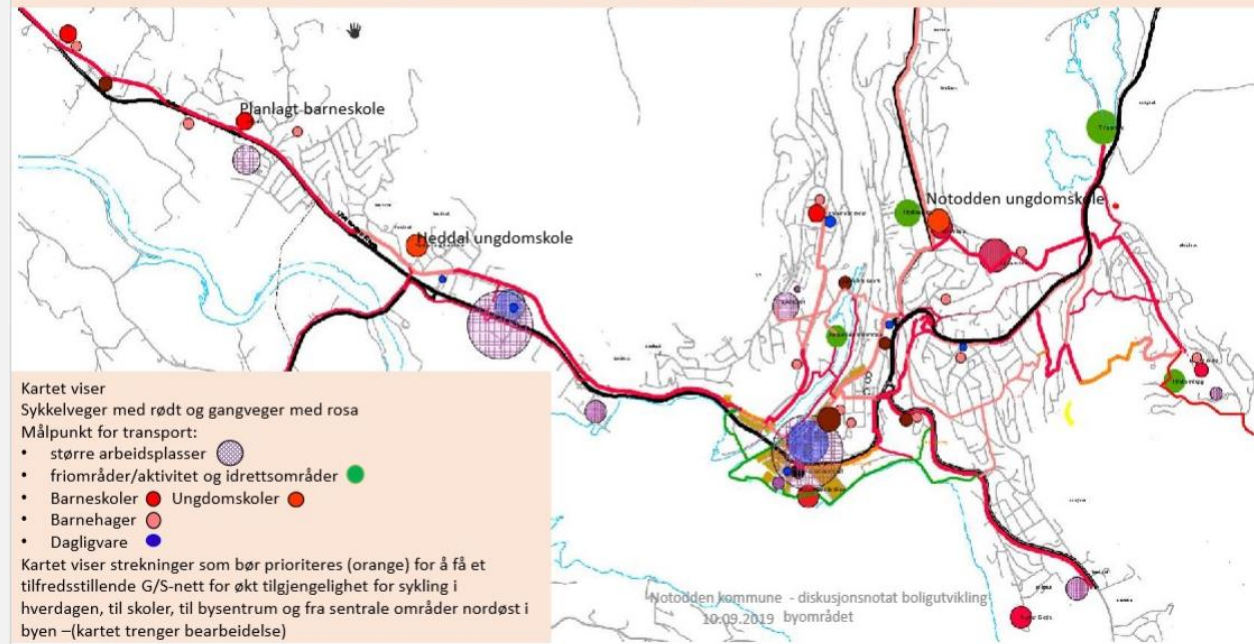 Planlagt barneskole
Heddal ungdomskole
Notodden ungdomskole
Kartet viser
Sykkelveger med rødt og gangveger med rosa
Målpunkt for transport:
• større arbeidsplasser
• friområder/aktivitet og idrettsområder
• Barneskoler Ungdomskoler
• Barnehager
• Dagligvare
Kartet viser strekninger som bør prioriteres (orange) for å få et
tilfredsstillende G/S-nett for økt tilgjengelighet for sykling i
hverdagen, til skoler, til bysentrum og fra sentrale områder nordøst i
byen –(kartet trenger bearbeidelse)
Notodden kommune - diskusjonsnotat boligutvikling
10.09.2019 byområdet